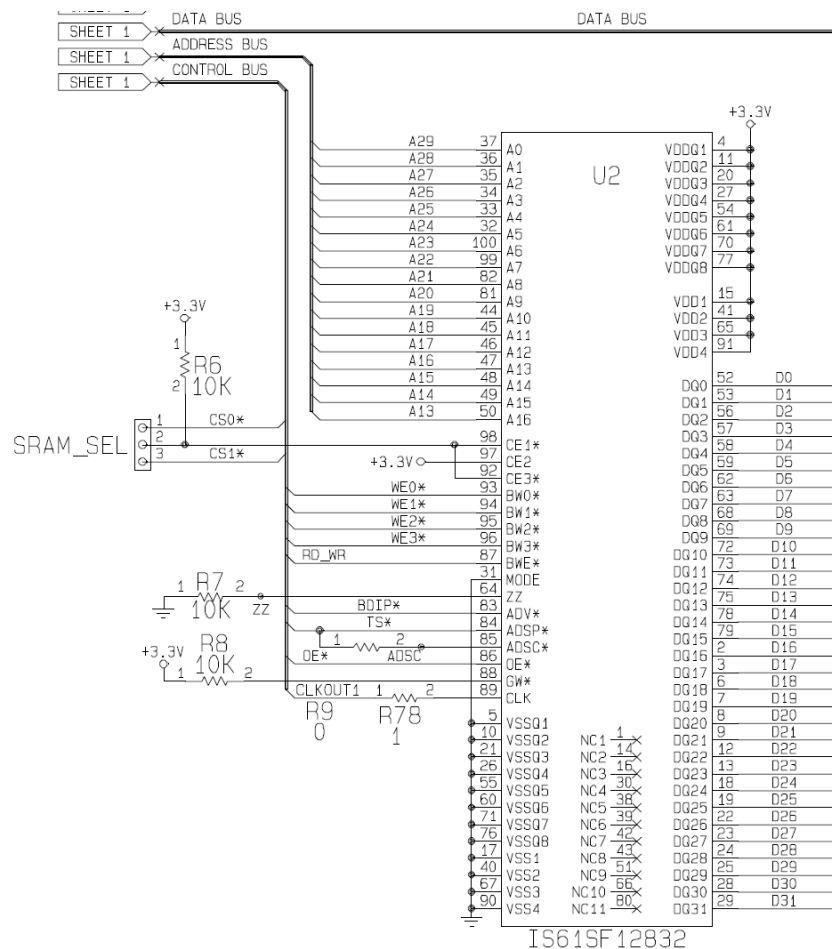 SHEET 1 DATA BUS DATA BUS
SHEET 1 ADDRESS BUS
SHEET 1 CONTROL BUS
+3.3V
U2
A29 37 A0 VDDQ1 4
A28 36 A1 VDDQ2 11
A27 35 A2 VDDQ3 20
A26 34 A3 VDDQ4 27
A25 33 A4 VDDQ5 54
A24 32 A5 VDDQ6 61
A23 100 A6 VDDQ7 70
A22 99 A7 VDDQ8 77
A21 82 A8
A20 81 A9 VDD1 15
A19 44 A10 VDD2 41
A18 45 A11 VDD3 65
A17 46 A12 VDD4 91
A16 47 A13
A15 48 A14 DQ0 52 D0
A14 49 A15 DQ1 53 D1
A13 50 A16 DQ2 56 D2
+3.3V
1 R6
2 10K
SRAM_SEL
1 CS0*
2
3 CS1*
DQ3 57 D3
98 CE1* DQ4 58 D4
+3.3V 97 CE2 DQ5 59 D5
92 CE3* DQ6 62 D6
WE0* 93 BW0* DQ7 63 D7
WE1* 94 BW1* DQ8 68 D8
WE2* 95 BW2* DQ9 69 D9
WE3* 96 BW3* DQ10 72 D10
RD_WR 87 BWE* DQ11 73 D11
31 MODE DQ12 74 D12
1 R7 2 ZZ 64 ZZ DQ13 75 D13
10K
BDIP* 83 ADV* DQ14 78 D14
TS* 84 ADSP* DQ15 79 D15
1 2 ADSC 85 ADSC* DQ16 2 D16
OE* 86 OE* DQ17 3 D17
+3.3V 1 R8 2 88 GW* DQ18 6 D18
10K
CLKOUT1 1 2 89 CLK DQ19 7 D19
R9 R78
0 1
5 VSSQ1 DQ20 8 D20
10 VSSQ2 NC1 1 DQ21 9 D21
21 VSSQ3 NC2 14 DQ22 12 D22
26 VSSQ4 NC3 16 DQ23 13 D23
55 VSSQ5 NC4 30 DQ24 18 D24
60 VSSQ6 NC5 38 DQ25 19 D25
71 VSSQ7 NC6 39 DQ26 22 D26
76 VSSQ8 NC7 42 DQ27 23 D27
17 VSS1 NC8 43 DQ28 24 D28
40 VSS2 NC9 51 DQ29 25 D29
67 VSS3 NC10 66 DQ30 28 D30
90 VSS4 NC11 80 DQ31 29 D31
IS61SF12832